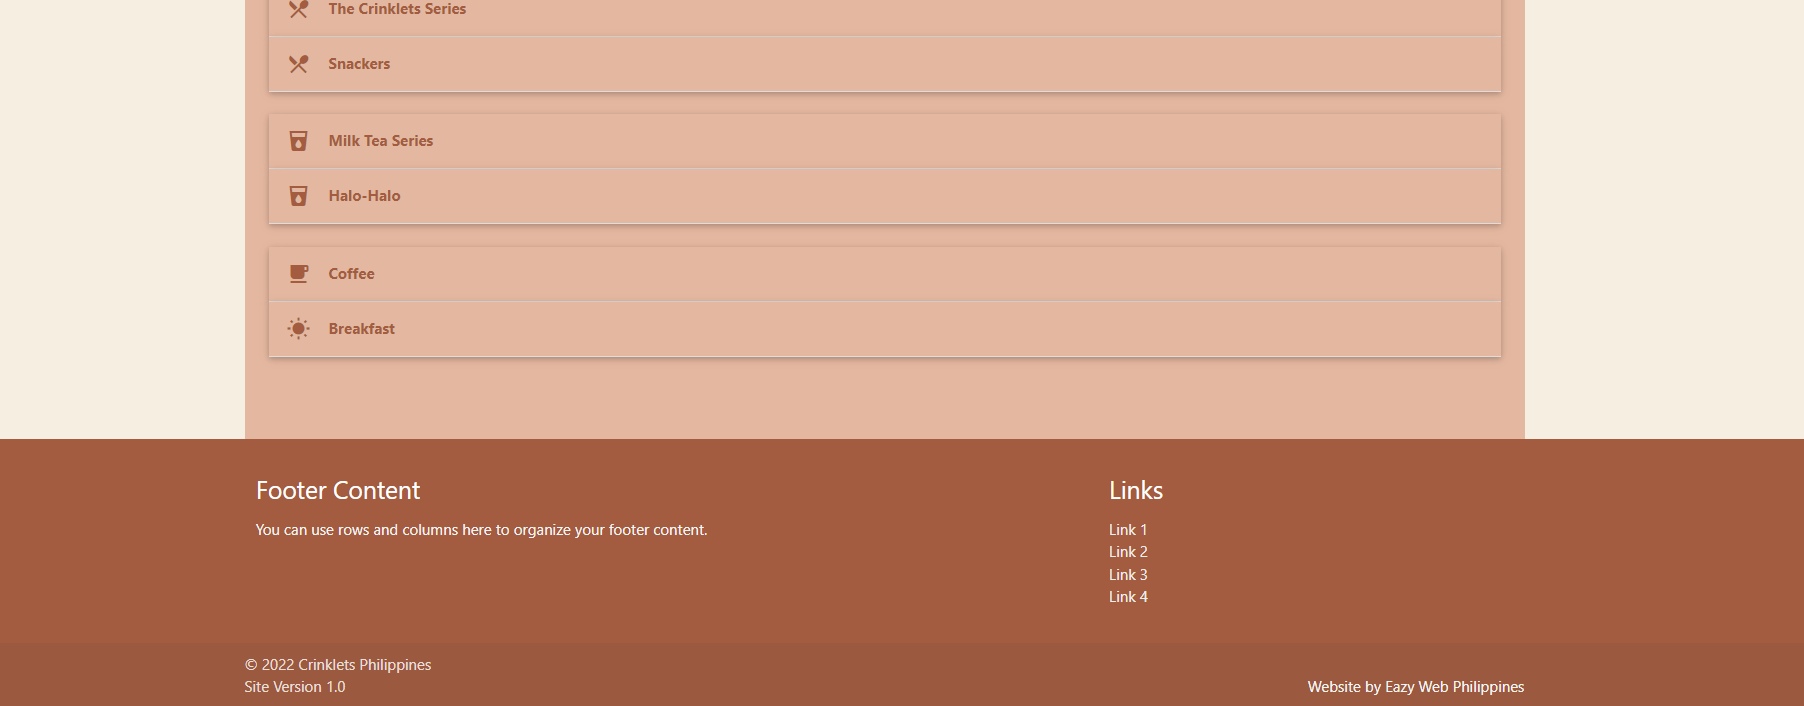 The Crinklets Series
Snackers
Milk Tea Series
Halo-Halo
Coffee
Breakfast
Footer Content
You can use rows and columns here to organize your footer content.
Links
Link 1
Link 2
Link 3
Link 4
© 2022 Crinklets Philippines
Site Version 1.0
Website by Eazy Web Philippines